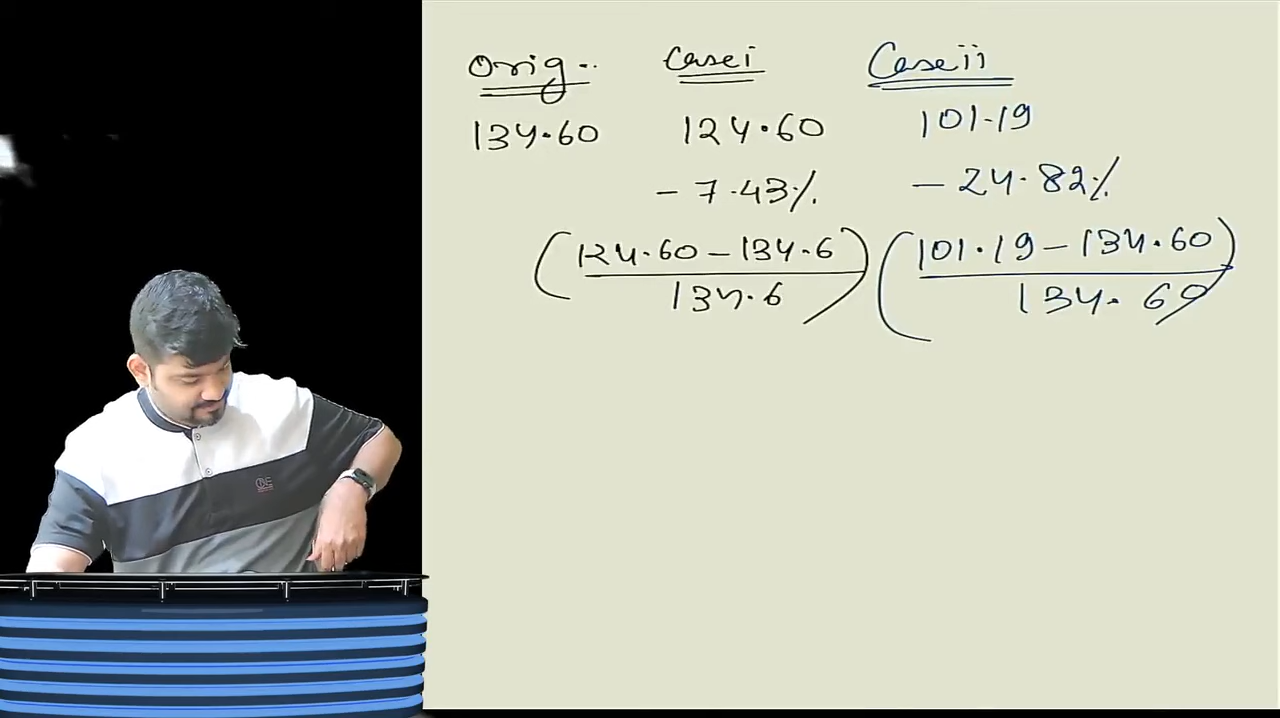 Orig.. Case i Case ii
134.60 124.60 101.19
- 7.43% - 24.82%
(124.60 - 134.6 / 134.6) (101.19 - 134.60 / 134.60)